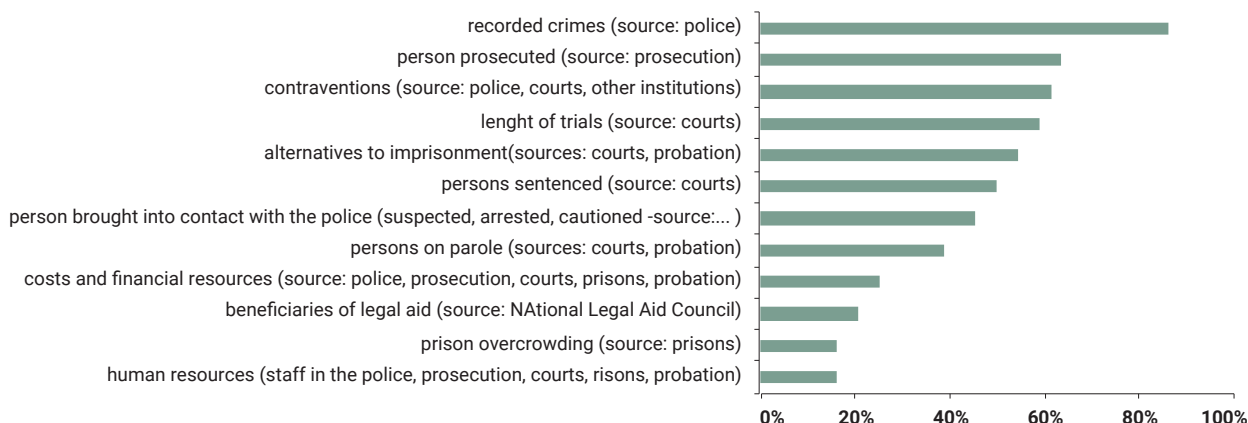 recorded crimes (source: police)
person prosecuted (source: prosecution)
contraventions (source: police, courts, other institutions)
lenght of trials (source: courts)
alternatives to imprisonment(sources: courts, probation)
persons sentenced (source: courts)
person brought into contact with the police (suspected, arrested, cautioned -source:... )
persons on parole (sources: courts, probation)
costs and financial resources (source: police, prosecution, courts, prisons, probation)
beneficiaries of legal aid (source: NAtional Legal Aid Council)
prison overcrowding (source: prisons)
human resources (staff in the police, prosecution, courts, risons, probation)
0% 20% 40% 60% 80% 100%